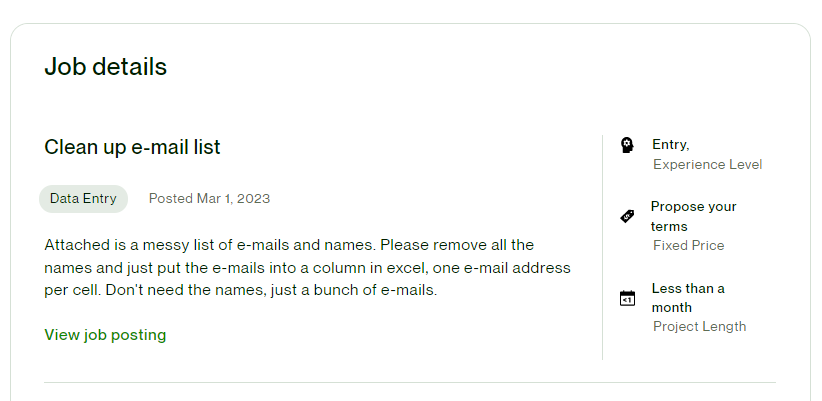 Job details
Clean up e-mail list
Data Entry Posted Mar 1, 2023
Attached is a messy list of e-mails and names. Please remove all the
names and just put the e-mails into a column in excel, one e-mail address
per cell. Don't need the names, just a bunch of e-mails.
View job posting
Entry,
Experience Level
Propose your
terms
Fixed Price
<1
Less than a
month
Project Length